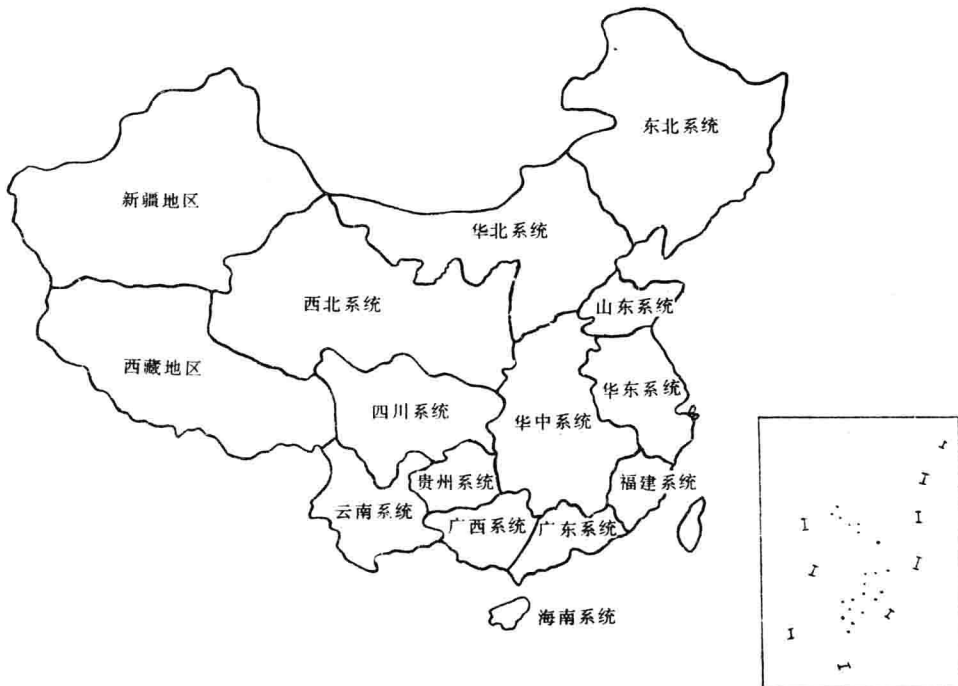 东北系统
新疆地区
华北系统
西北系统
山东系统
西藏地区
华东系统
四川系统
华中系统
贵州系统
福建系统
云南系统
广西系统
广东系统
海南系统